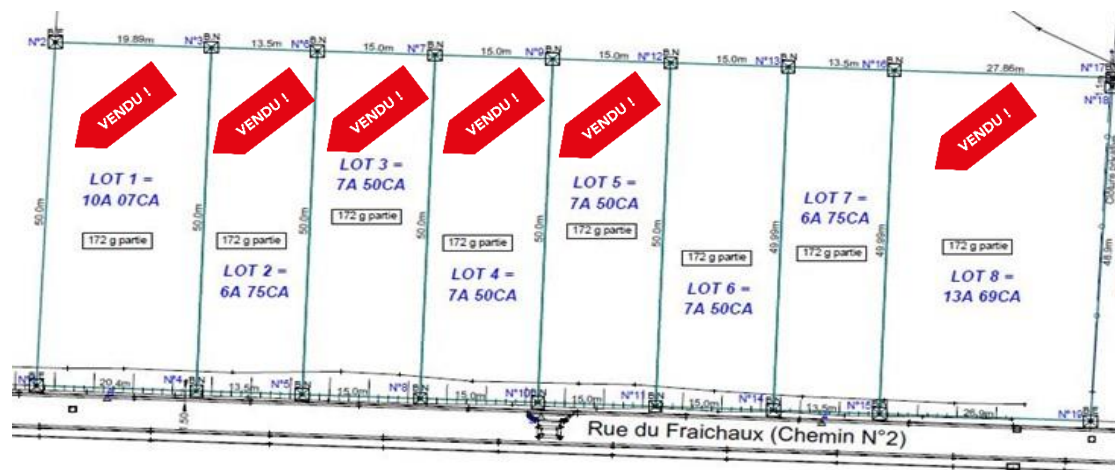 N°2 B.N 19.89m N°3 B.N 13.5m N°6 B.N 15.0m N°7 B.N 15.0m N°9 B.N 15.0m N°12 B.N 15.0m N°13 B.N 13.5m N°16 B.N 27.86m N°17
N°18
VENDU !
VENDU !
VENDU !
VENDU !
VENDU !
VENDU !
LOT 1 =
10A 07CA
172 g partie
LOT 2 =
6A 75CA
172 g partie
LOT 3 =
7A 50CA
172 g partie
LOT 4 =
7A 50CA
172 g partie
LOT 5 =
7A 50CA
172 g partie
LOT 6 =
7A 50CA
172 g partie
LOT 7 =
6A 75CA
172 g partie
LOT 8 =
13A 69CA
172 g partie
50.0m
50.0m
50.0m
50.0m
50.0m
50.0m
49.99m
49.99m
48.9m
20.4m N°4 B.N 13.5m N°5 B.N 15.0m N°8 B.N 15.0m N°10 B.N 15.0m N°11 B.N 15.0m N°14 B.N 13.5m N°15 B.N 26.9m N°19
Rue du Fraichaux (Chemin N°2)